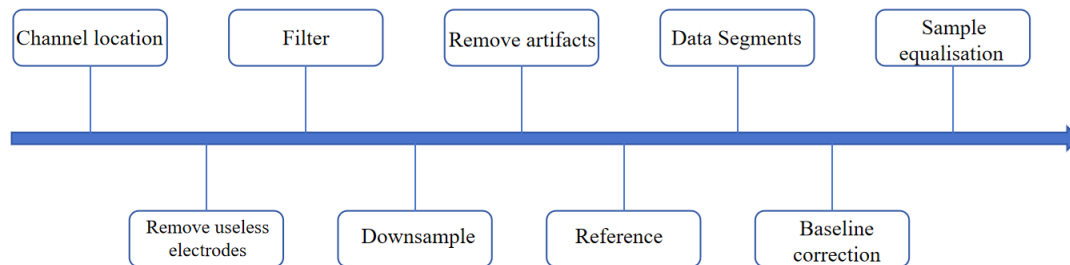 Channel location
Filter
Remove artifacts
Data Segments
Sample
equalisation
Remove useless
electrodes
Downsample
Reference
Baseline
correction